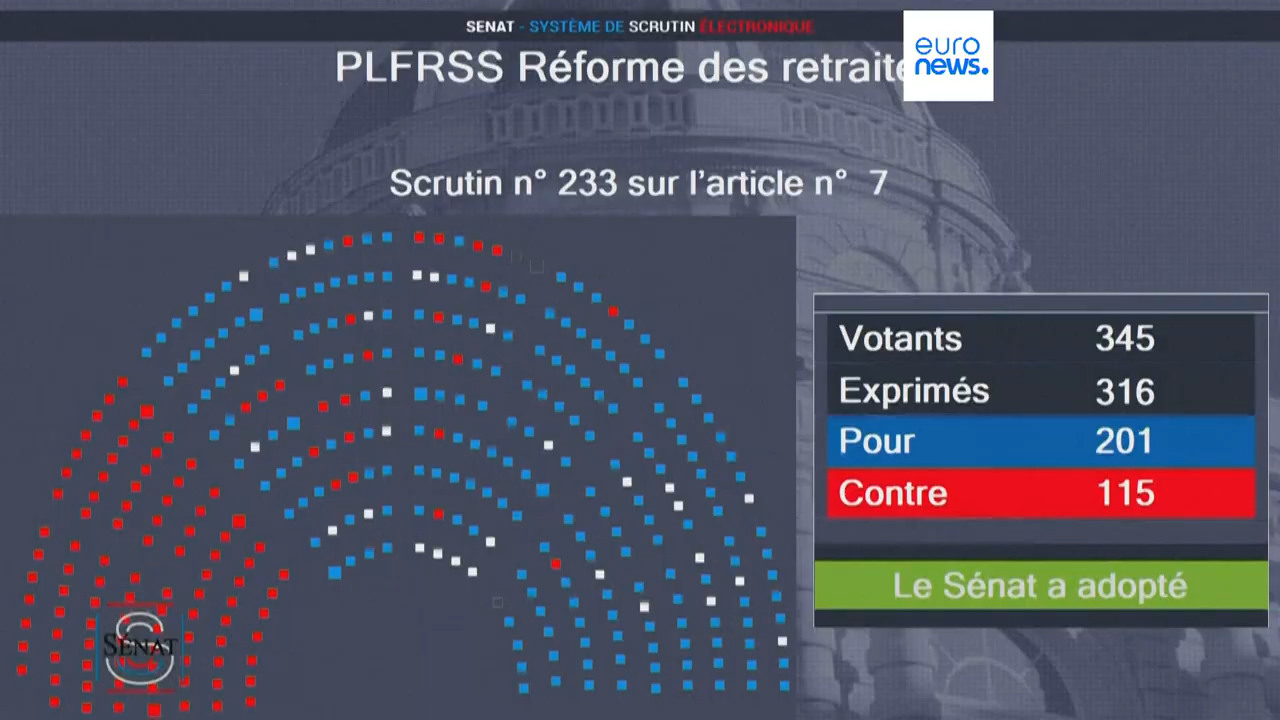 SENAT - SYSTÈME DE SCRUTIN ÉLECTRONIQUE
PLFRSS Réforme des retraite
euro
news.
Scrutin n° 233 sur l'article n° 7
Votants 345
Exprimés 316
Pour 201
Contre 115
Le Sénat a adopté
SÉNAT